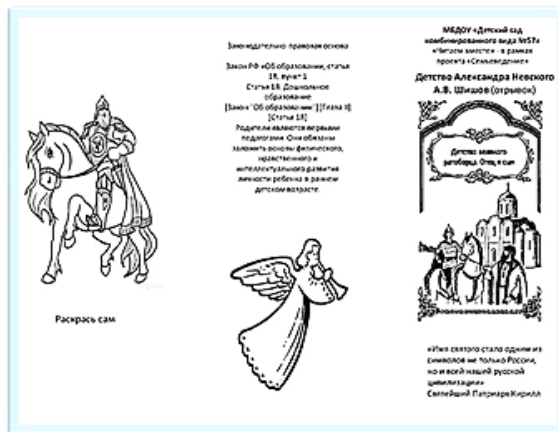 Законодательно правовая основа
Закон РФ «Об образовании, статья
18, пункт 1
Статья 18. Дошкольное
образование
[Закон "Об образовании"] [Глава II]
[Статья 18]
Родители являются первыми
педагогами. Они обязаны
заложить основы физического,
нравственного и
интеллектуального развития
личности ребенка в раннем
детском возрасте.
Раскрась сам
МБДОУ «Детский сад
комбинированного вида №57»
«Читаем вместе» - в рамках
проекта «Семьеведение»
Детство Александра Невского
А.В. Шишов (отрывок)
Детство великого
ратоборца. Отец и сын
«Имя святого стало одним из
символов не только России,
но и всей нашей русской
цивилизации»
Святейший Патриарх Кирилл